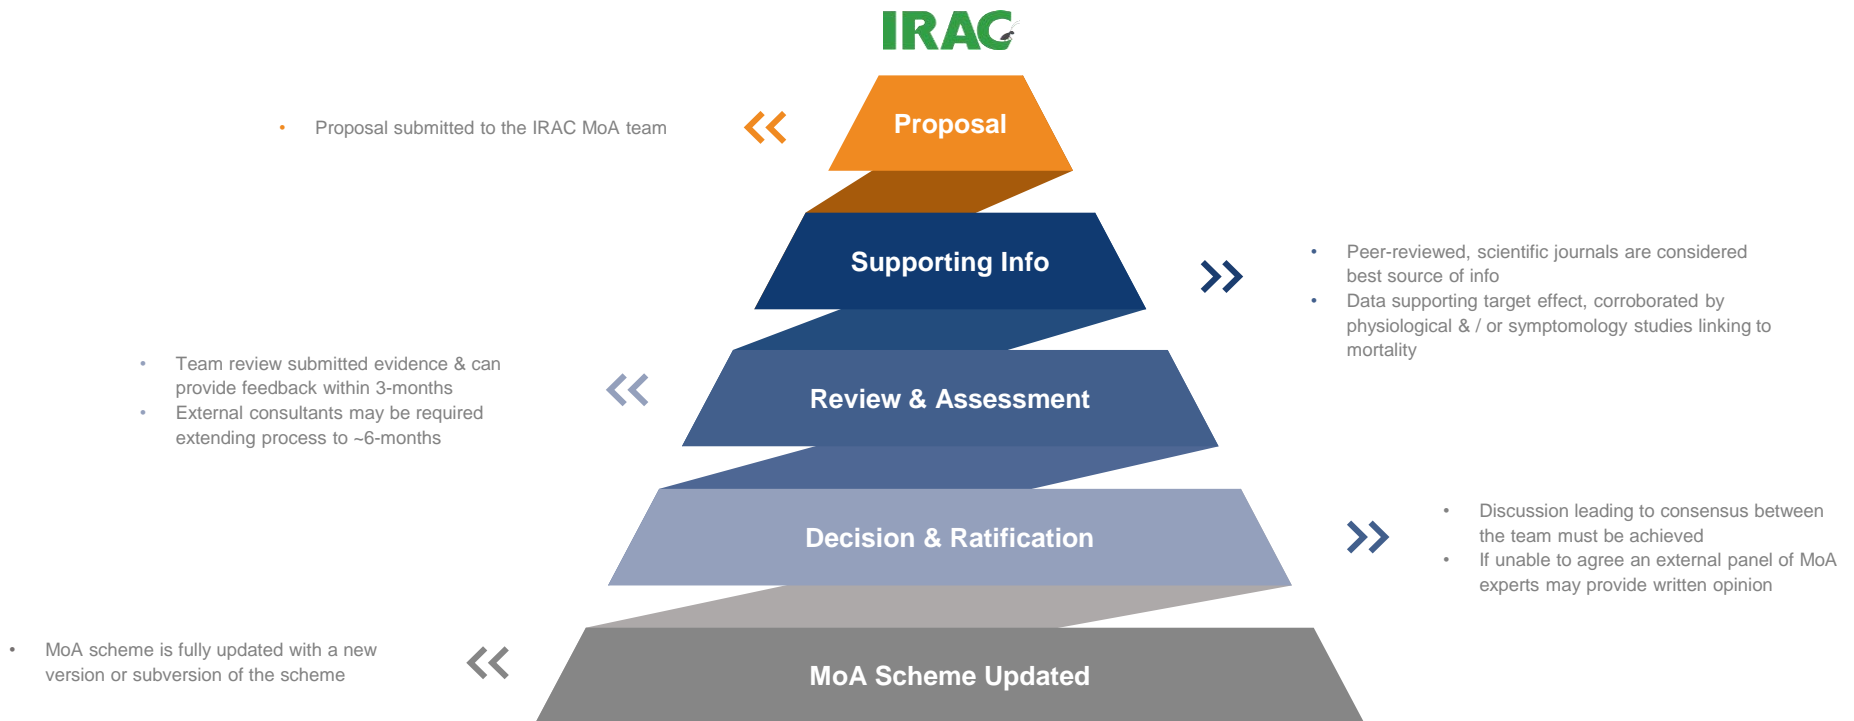 IRAC
Proposal
• Proposal submitted to the IRAC MoA team
Supporting Info
• Peer-reviewed, scientific journals are considered
best source of info
• Data supporting target effect, corroborated by
physiological & / or symptomology studies linking to
mortality
Review & Assessment
• Team review submitted evidence & can
provide feedback within 3-months
• External consultants may be required
extending process to ~6-months
Decision & Ratification
• Discussion leading to consensus between
the team must be achieved
• If unable to agree an external panel of MoA
experts may provide written opinion
MoA Scheme Updated
• MoA scheme is fully updated with a new
version or subversion of the scheme